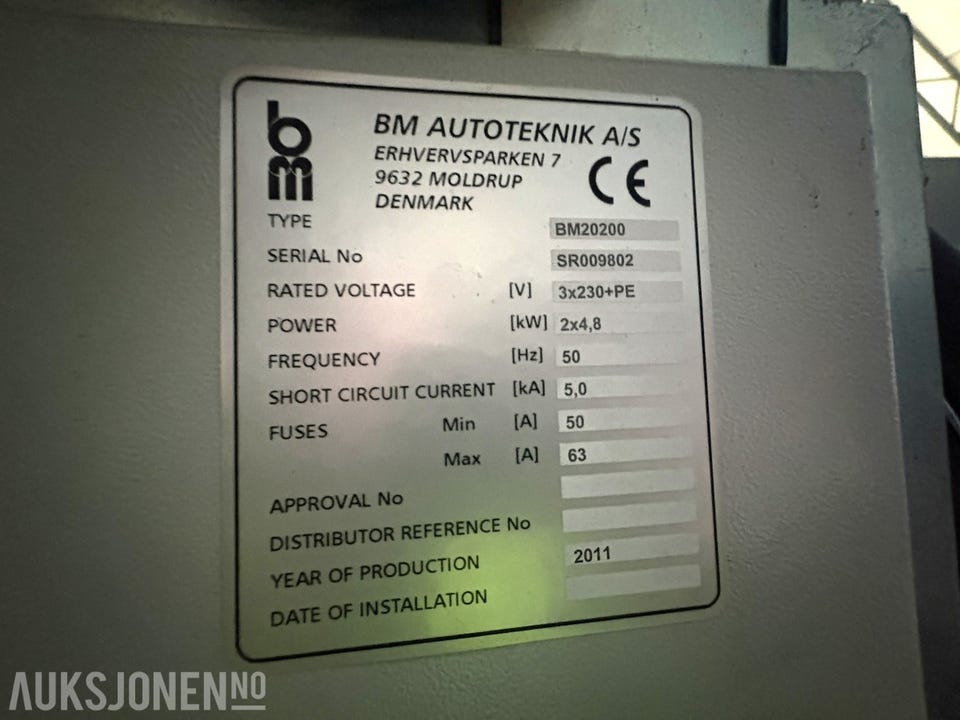 bm
BM AUTOTEKNIK A/S
ERHVERVSPARKEN 7
9632 MOLDRUP
DENMARK
CE
TYPE BM20200
SERIAL No SR009802
RATED VOLTAGE [V] 3x230+PE
POWER [kW] 2x4,8
FREQUENCY [Hz] 50
SHORT CIRCUIT CURRENT [kA] 5,0
FUSES Min [A] 50
Max [A] 63
APPROVAL No
DISTRIBUTOR REFERENCE No
YEAR OF PRODUCTION 2011
DATE OF INSTALLATION
AUKSJONEN NO